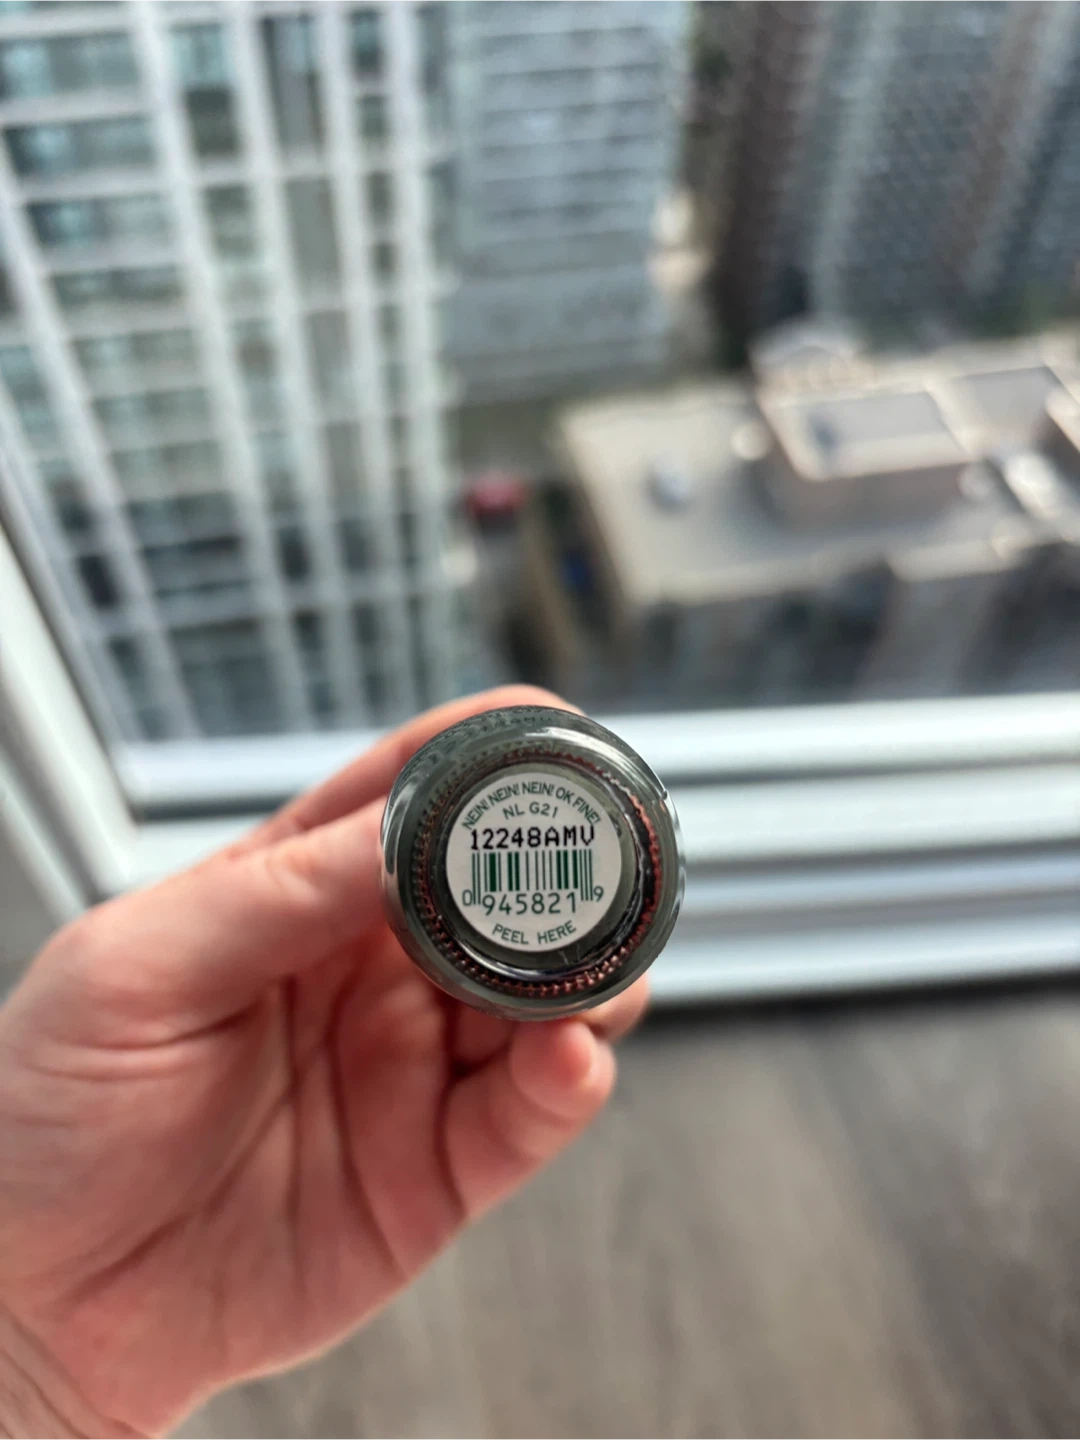 NEIN! NEIN! NEIN! OK FINE!
NL G21
12248AMV
0 945821 9
PEEL HERE